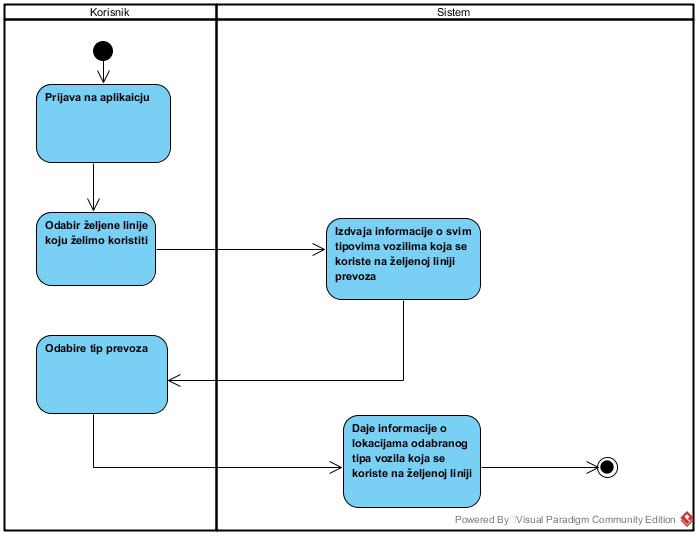 Korisnik
Sistem
Prijava na aplikaicju
Odabir željene linije
koju želimo koristiti
Izdvaja informacije o svim
tipovima vozilima koja se
koriste na željenoj liniji
prevoza
Odabire tip prevoza
Daje informacije o
lokacijama odabranog
tipa vozila koja se
koriste na željenoj liniji
Powered By Visual Paradigm Community Edition